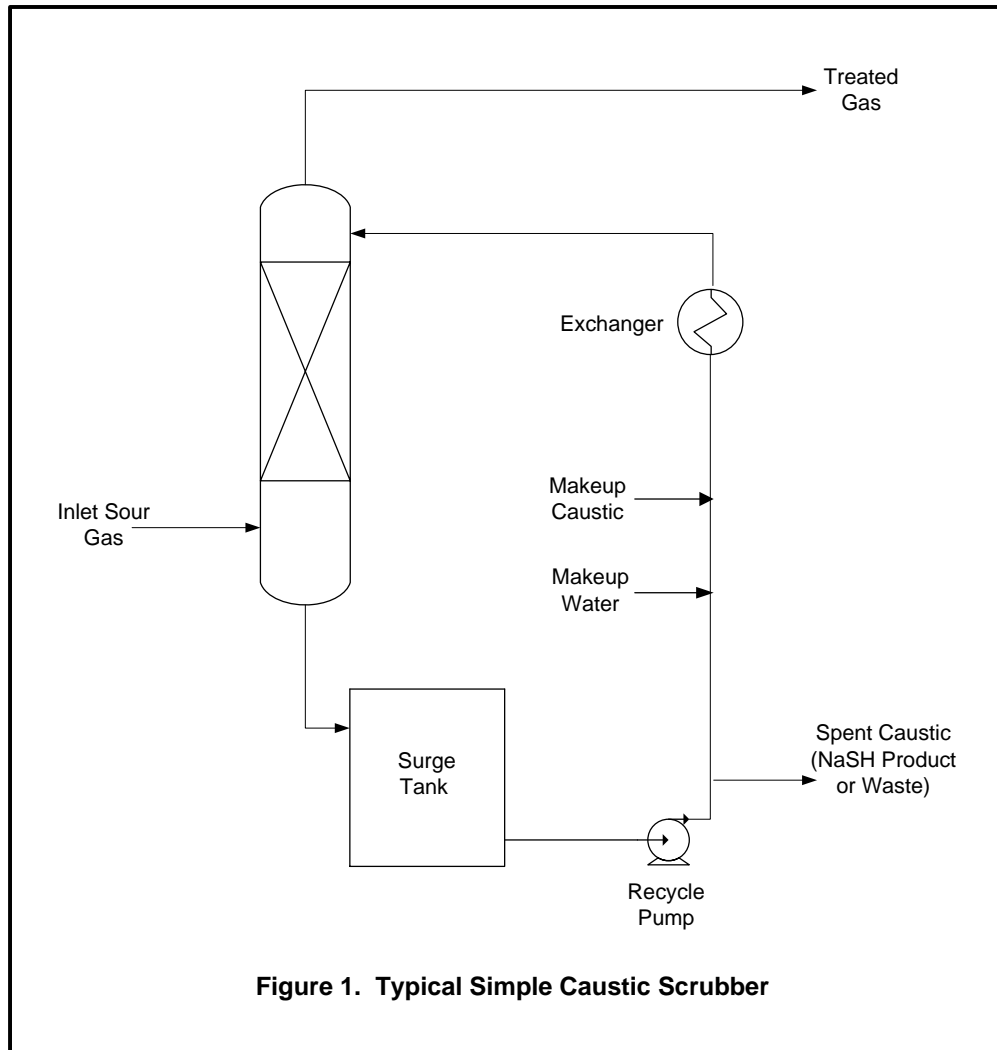 Treated
Gas
Exchanger
Makeup
Caustic
Inlet Sour
Gas
Makeup
Water
Spent Caustic
(NaSH Product
or Waste)
Surge
Tank
Recycle
Pump
Figure 1.  Typical Simple Caustic Scrubber